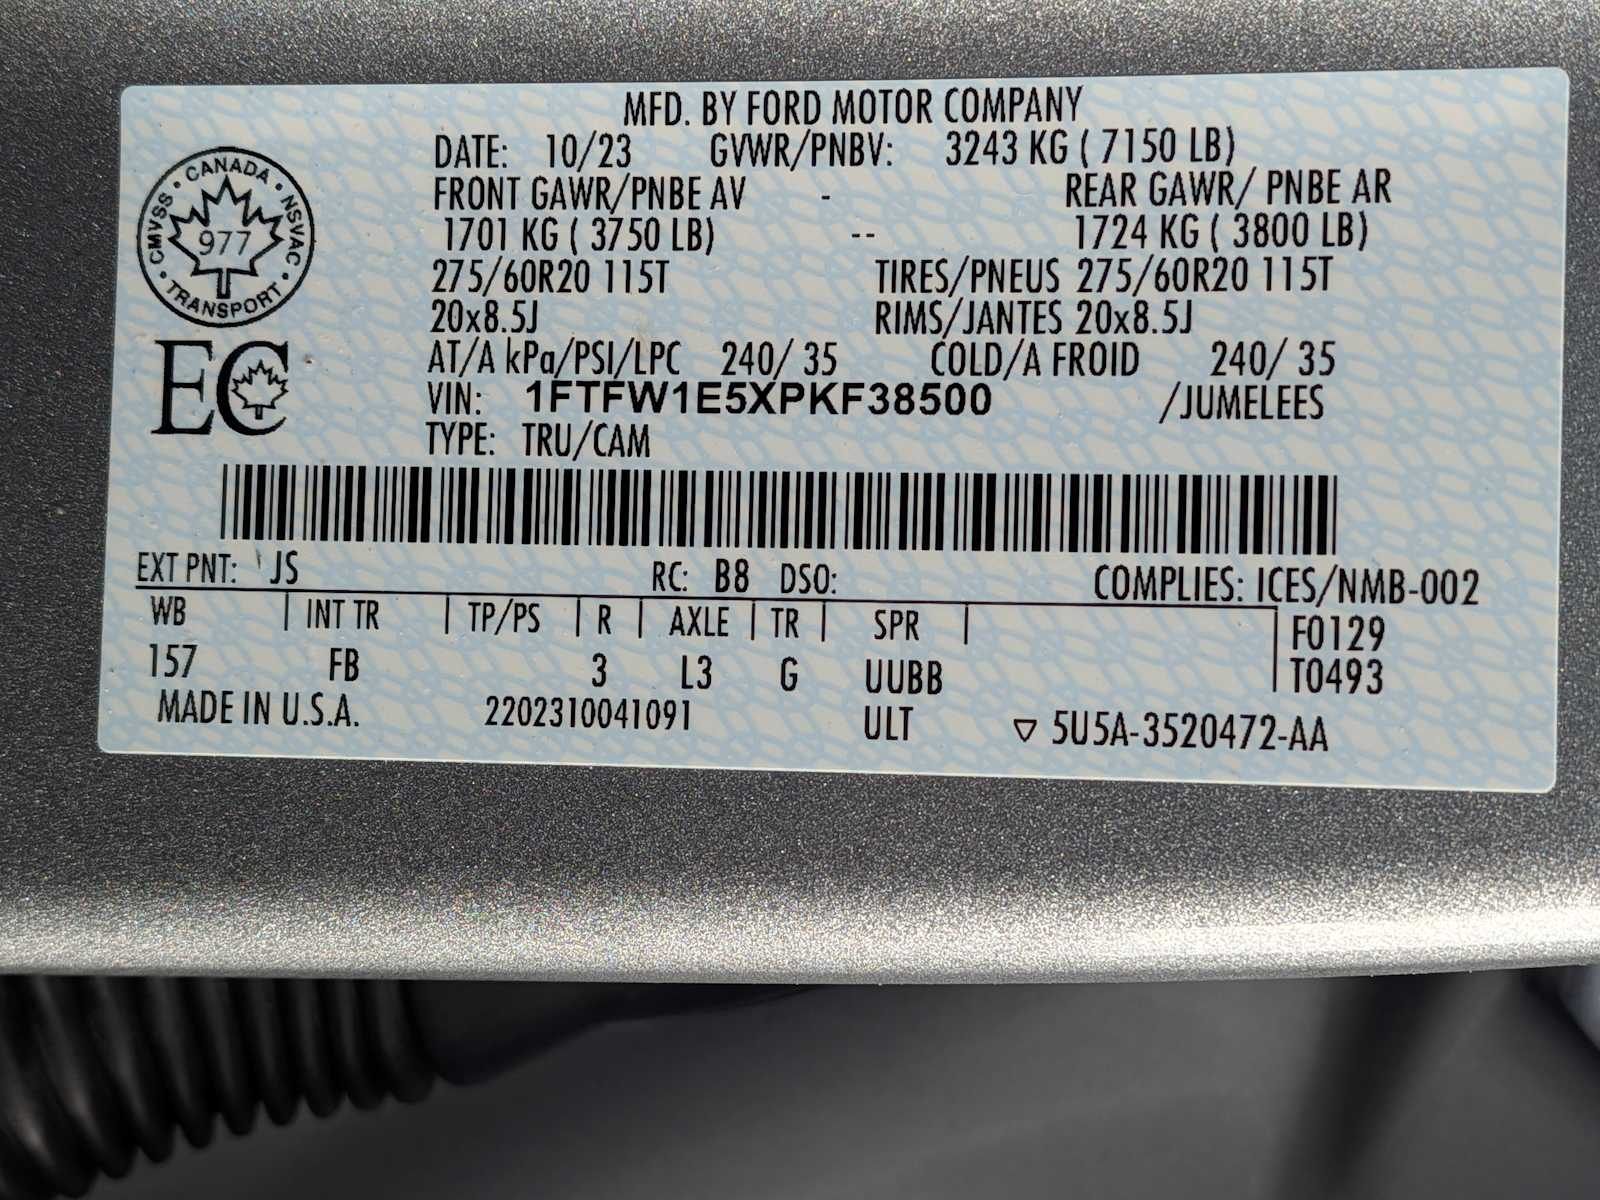 MFD. BY FORD MOTOR COMPANY
DATE: 10/23 GVWR/PNBV: 3243 KG ( 7150 LB)
FRONT GAWR/PNBE AV - REAR GAWR/ PNBE AR
1701 KG ( 3750 LB) -- 1724 KG ( 3800 LB)
275/60R20 115T TIRES/PNEUS 275/60R20 115T
20x8.5J RIMS/JANTES 20x8.5J
AT/A kPa/PSI/LPC 240/ 35 COLD/A FROID 240/ 35
VIN: 1FTFW1E5XPKF38500 /JUMELEES
TYPE: TRU/CAM
CANADA
CMVSS • NSVAC
977
TRANSPORT
EC
EXT PNT: JS RC: B8 DSO: COMPLIES: ICES/NMB-002
WB | INT TR | TP/PS | R | AXLE | TR | SPR | F0129
157 FB 3 L3 G UUBB T0493
MADE IN U.S.A. 2202310041091 ULT ▽ 5U5A-3520472-AA